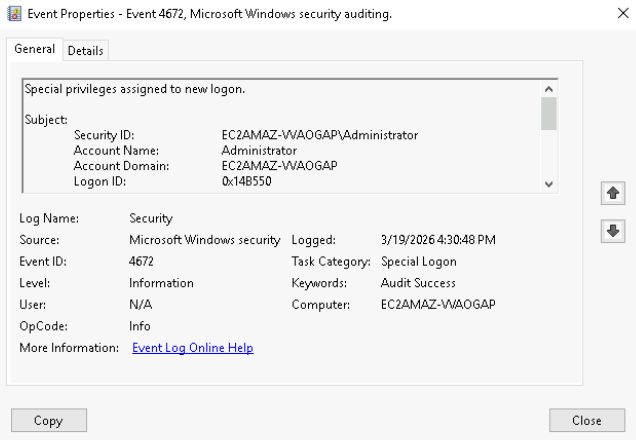 Event Properties - Event 4672, Microsoft Windows security auditing.
General Details
Special privileges assigned to new logon.
Subject:
Security ID: EC2AMAZ-VVAOGAP\Administrator
Account Name: Administrator
Account Domain: EC2AMAZ-VVAOGAP
Logon ID: 0x14B550
Log Name: Security
Source: Microsoft Windows security Logged: 3/19/2026 4:30:48 PM
Event ID: 4672 Task Category: Special Logon
Level: Information Keywords: Audit Success
User: N/A Computer: EC2AMAZ-VVAOGAP
OpCode: Info
More Information: Event Log Online Help
Copy Close